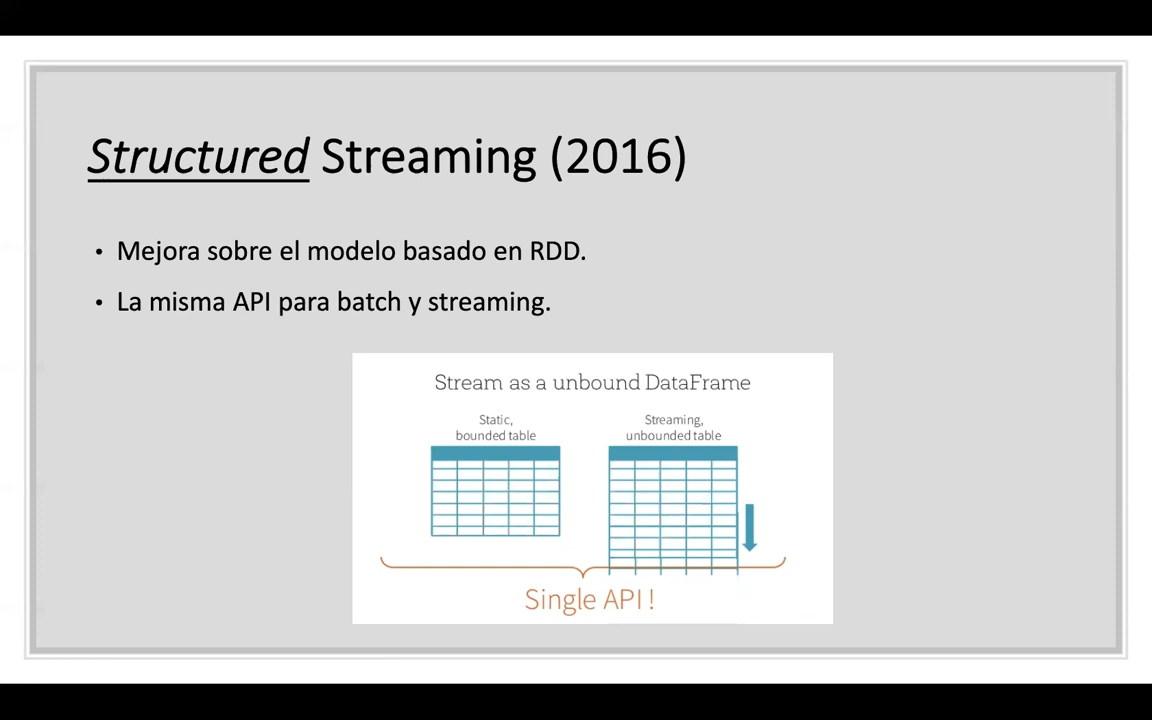 Structured Streaming (2016)
• Mejora sobre el modelo basado en RDD.
• La misma API para batch y streaming.
Stream as a unbound DataFrame
Static,
bounded table
Streaming,
unbounded table
Single API !